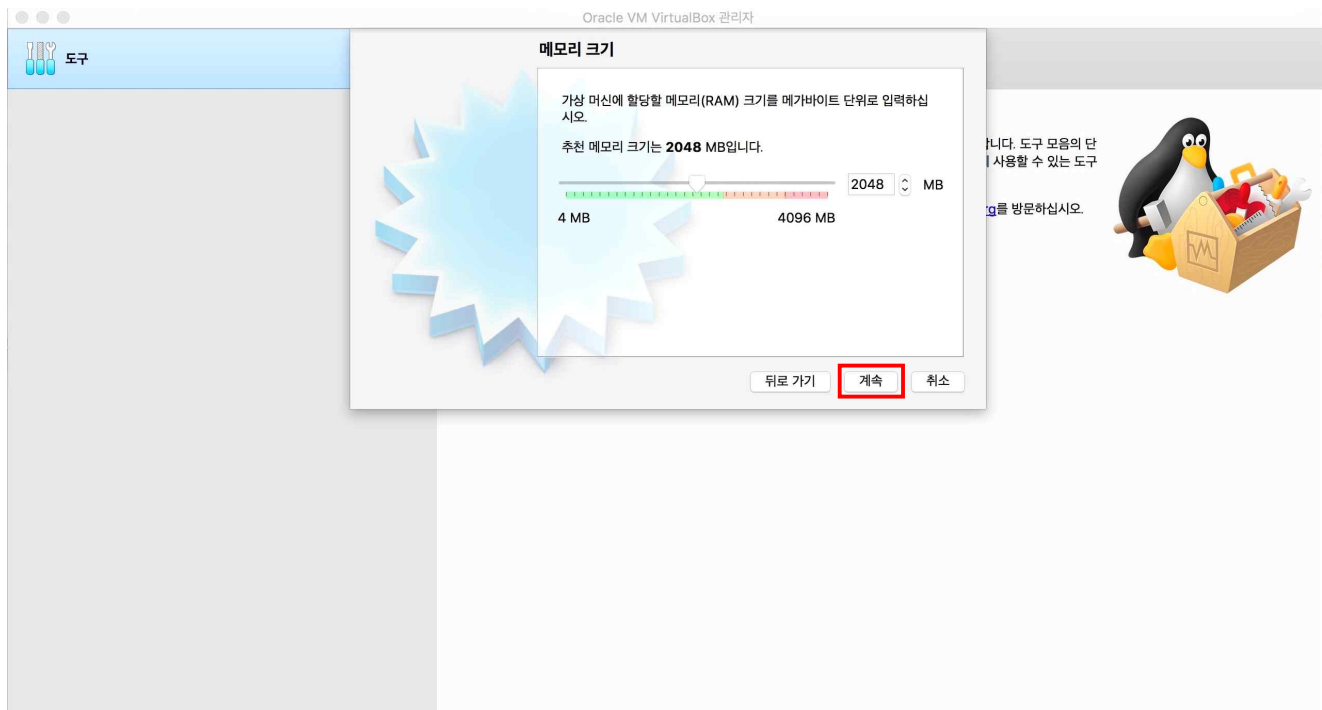 Oracle VM VirtualBox 관리자
도구
메모리 크기
가상 머신에 할당할 메모리(RAM) 크기를 메가바이트 단위로 입력하십
시오.
추천 메모리 크기는 2048 MB입니다.
2048 MB
4 MB 4096 MB
뒤로 가기 계속 취소
니다. 도구 모음의 단
사용할 수 있는 도구
rg를 방문하십시오.